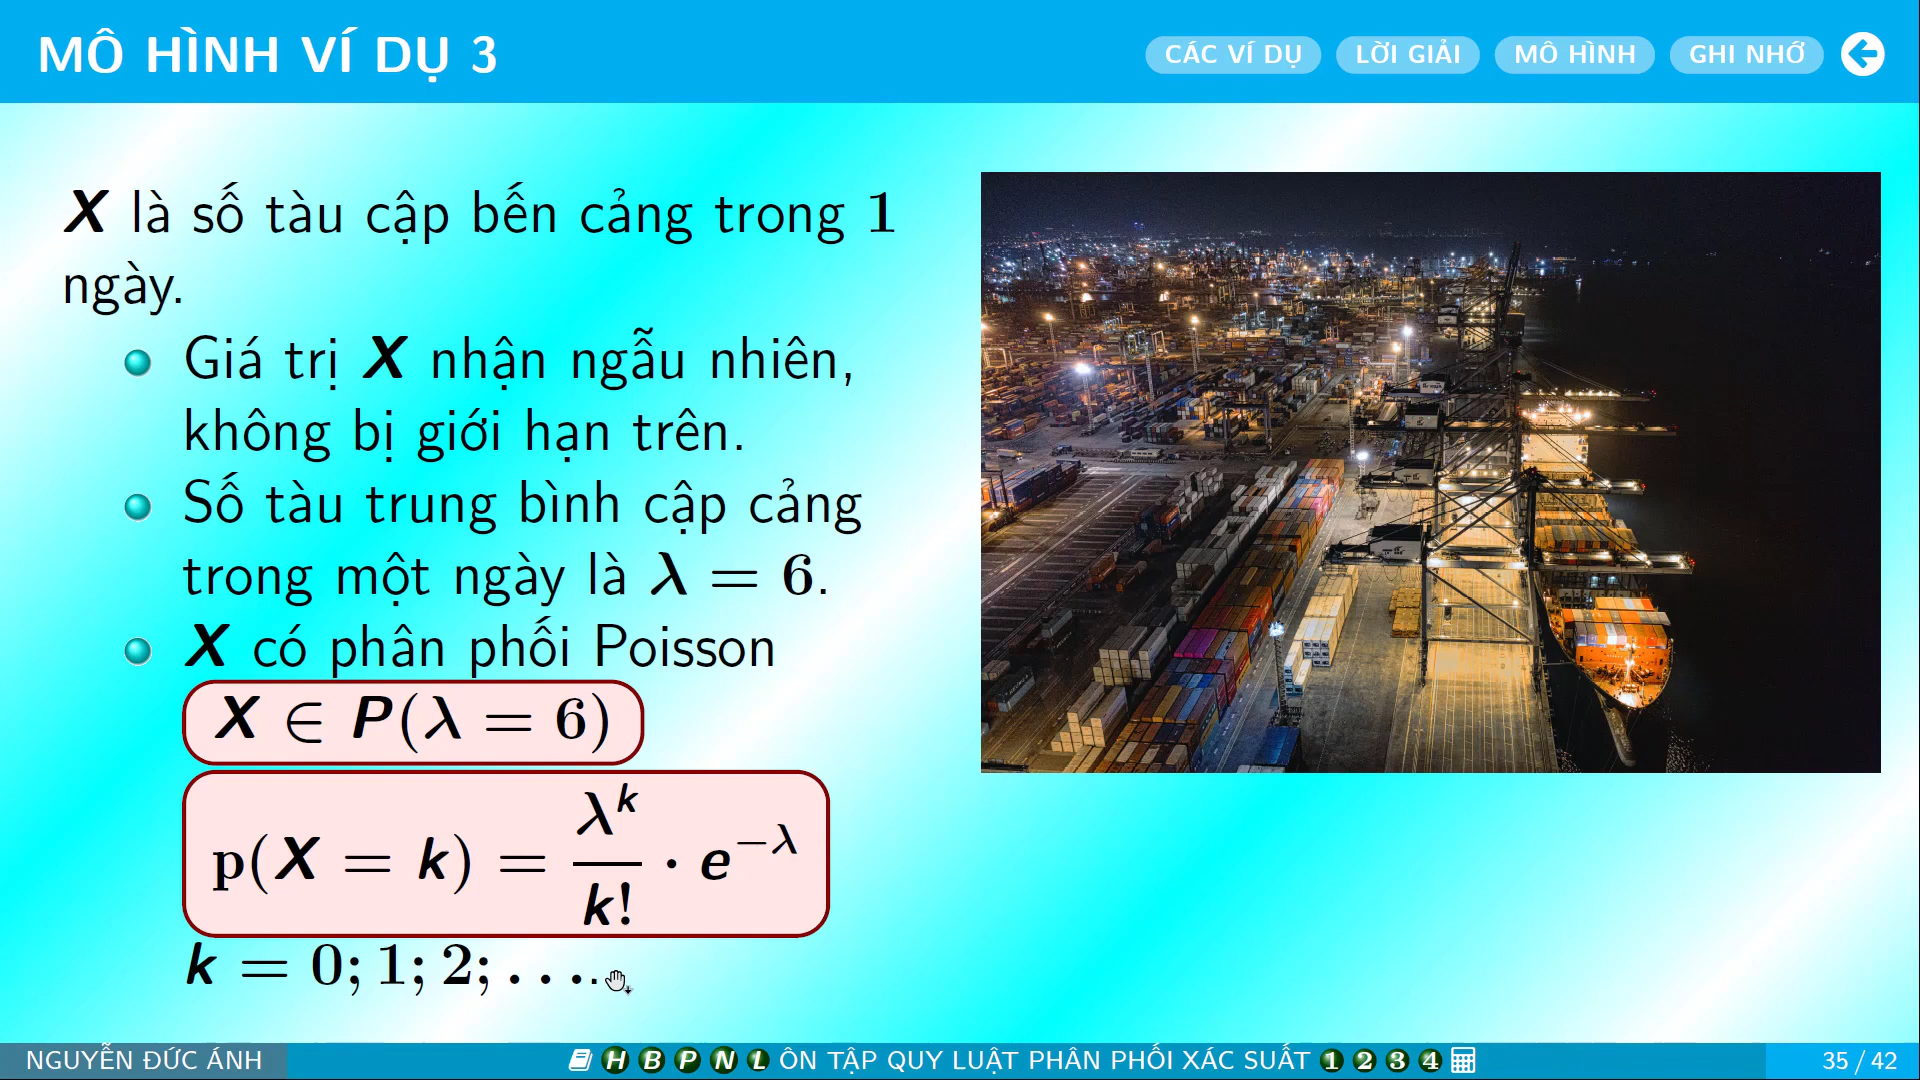 MÔ HÌNH VÍ DỤ 3
CÁC VÍ DỤ LỜI GIẢI MÔ HÌNH GHI NHỚ
X là số tàu cập bến cảng trong 1
ngày.
Giá trị X nhận ngẫu nhiên,
không bị giới hạn trên.
Số tàu trung bình cập cảng
trong một ngày là λ = 6.
X có phân phối Poisson
X ∈ P(λ = 6)
p(X = k) = λ^k / k! · e^{−λ}
k = 0; 1; 2; . . . .
NGUYỄN ĐỨC ÁNH H B P N L ÔN TẬP QUY LUẬT PHÂN PHỐI XÁC SUẤT 1 2 3 4 35 / 42